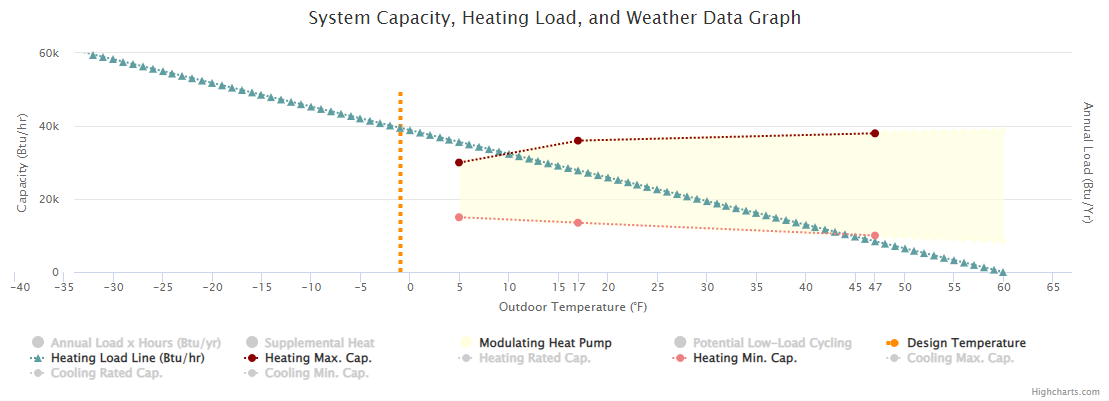 System Capacity, Heating Load, and Weather Data Graph
60k
40k
20k
0
Capacity (Btu/hr)
Annual Load (Btu/Yr)
−40 −35 −30 −25 −20 −15 −10 −5 0 5 10 15 17 20 25 30 35 40 45 47 50 55 60 65
Outdoor Temperature (°F)
Annual Load x Hours (Btu/yr) Supplemental Heat Modulating Heat Pump Potential Low-Load Cycling Design Temperature
Heating Load Line (Btu/hr) Heating Max. Cap. Heating Rated Cap. Heating Min. Cap. Cooling Max. Cap.
Cooling Rated Cap. Cooling Min. Cap.
Highcharts.com